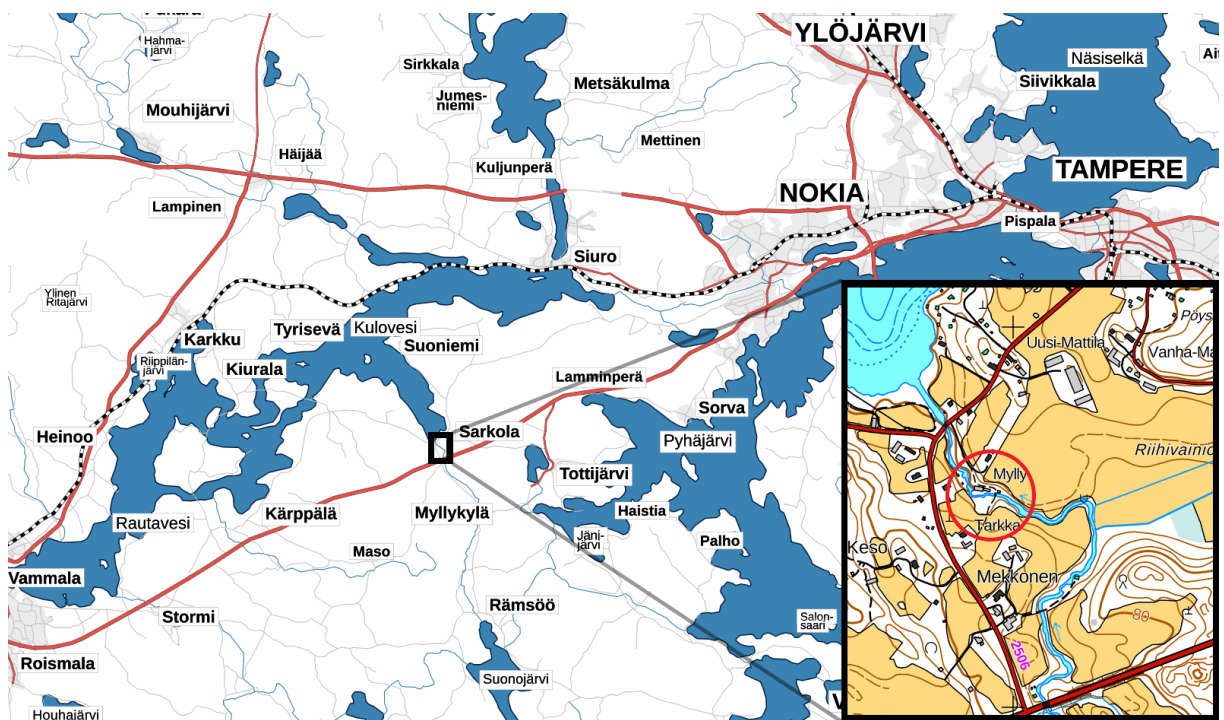 YLÖJÄRVI
Hahma-
järvi
Näsiselkä
Sirkkala
Siivikkala
Metsäkulma
Jumes-
niemi
Mouhijärvi
Mettinen
Häijää
Kuljunperä
TAMPERE
NOKIA
Lampinen
Pispala
Siuro
Ylinen
Ritajärvi
Tyrisevä
Kulovesi
Karkku
Suoniemi
Riippilän-
järvi
Kiurala
Lamminperä
Sorva
Heinoo
Sarkola
Pyhäjärvi
Tottijärvi
Kärppälä
Myllykylä
Haistia
Rautavesi
Jäni-
järvi
Palho
Maso
Vammala
Rämsöö
Stormi
Salon-
saari
Roismala
Suonojärvi
Houhajärvi
Uusi-Mattila
Vanha-Ma
Pöys
Riihivainio
Mylly
Tarkka
Keso
Mekkonen
80
2506